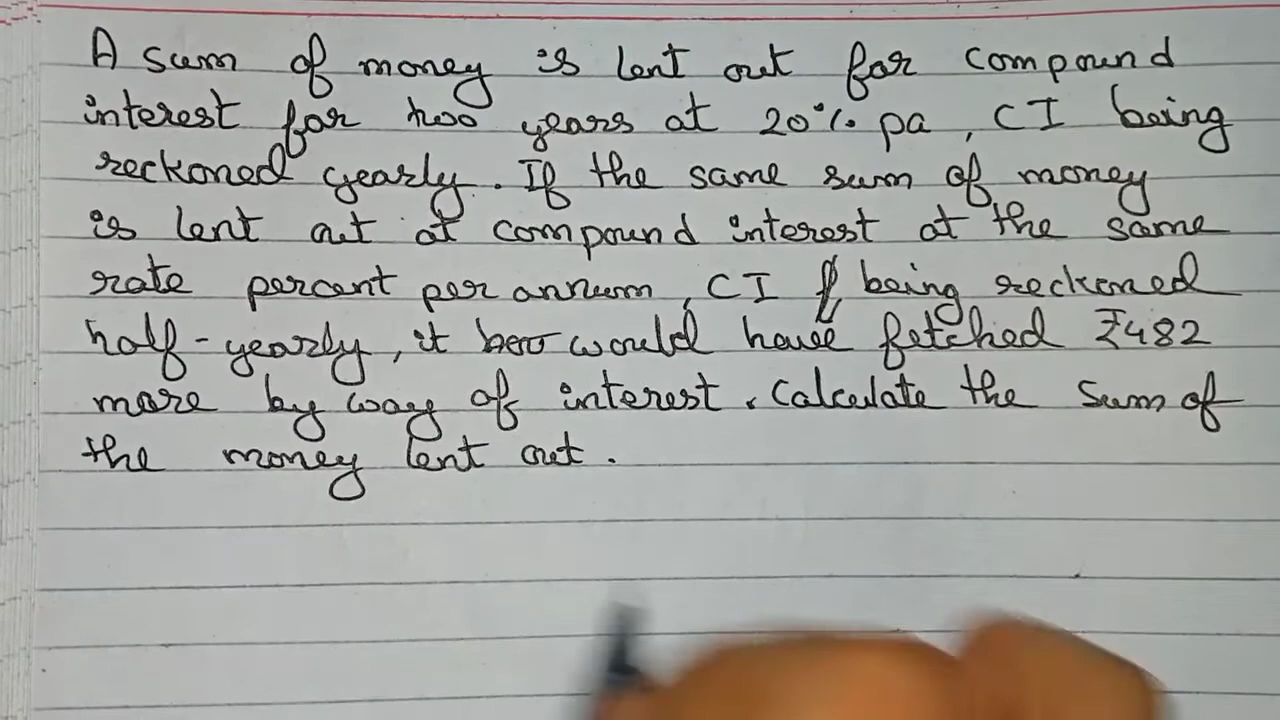 A sum of money is lent out for compound
interest for two years at 20% pa, CI being
reckoned yearly. If the same sum of money
is lent out at compound interest at the same
rate percent per annum, CI being reckoned
half-yearly, it would have fetched ₹482
more by way of interest. Calculate the sum of
the money lent out.